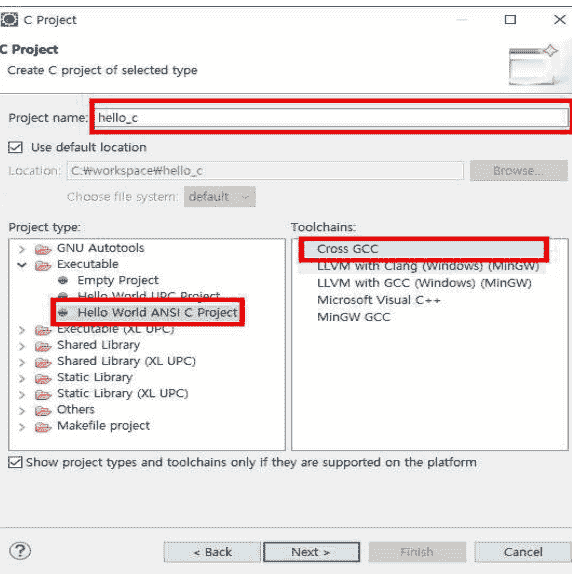 C Project
C Project
Create C project of selected type
Project name: hello_c
Use default location
Location: C:₩workspace₩hello_c Browse...
Choose file system: default
Project type: Toolchains:
GNU Autotools
Executable
Empty Project
Hello World UPC Project
Hello World ANSI C Project
Executable (XL UPC)
Shared Library
Shared Library (XL UPC)
Static Library
Static Library (XL UPC)
Others
Makefile project
Cross GCC
LLVM with Clang (Windows) (MinGW)
LLVM with GCC (Windows) (MinGW)
Microsoft Visual C++
MinGW GCC
Show project types and toolchains only if they are supported on the platform
? < Back Next > Finish Cancel